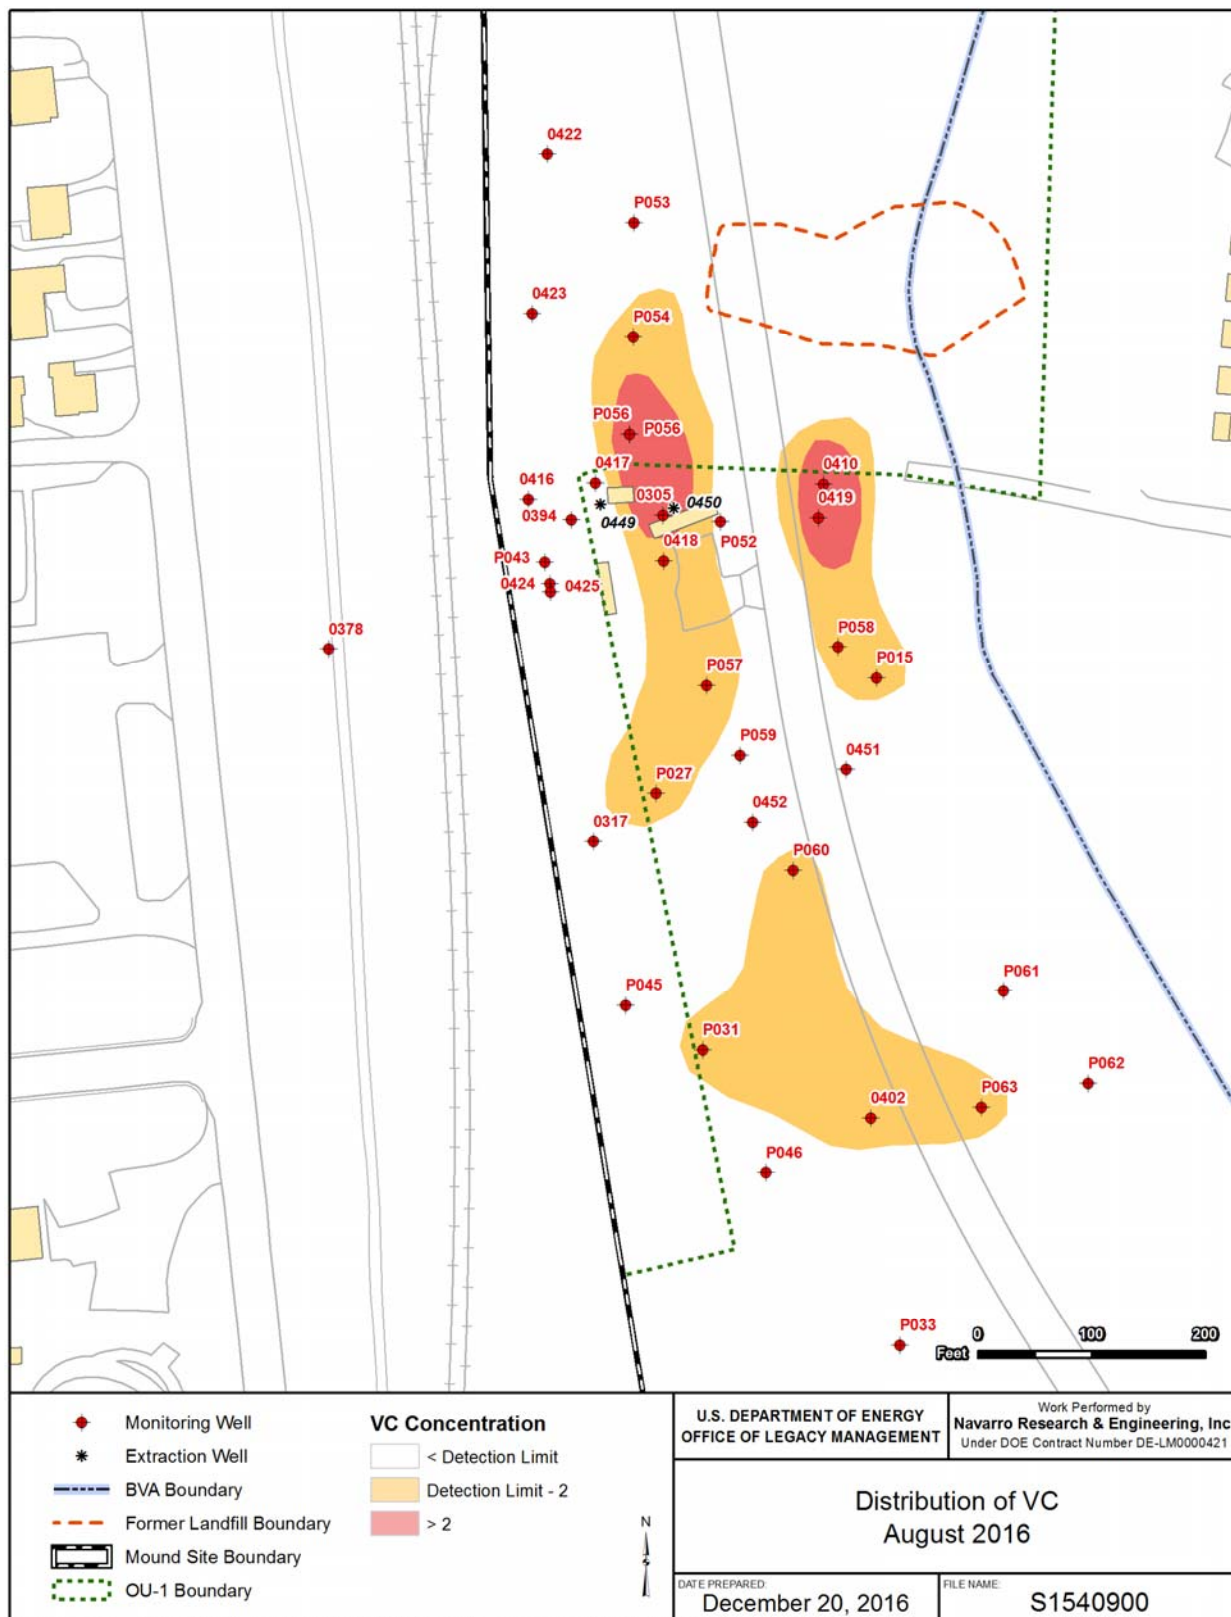 0422
P053
0423
P054
P056
P056
0417
0410
0416
0305
0450
0419
0394
0449
P052
0418
P043
0424
0425
0378
P058
P015
P057
P059
0451
P027
0452
0317
P060
P061
P045
P031
P062
0402
P063
P046
P033
0 100 200
Feet
Monitoring Well
Extraction Well
BVA Boundary
Former Landfill Boundary
Mound Site Boundary
OU-1 Boundary
VC Concentration
< Detection Limit
Detection Limit - 2
> 2
N
U.S. DEPARTMENT OF ENERGY
OFFICE OF LEGACY MANAGEMENT
Work Performed by
Navarro Research & Engineering, Inc
Under DOE Contract Number DE-LM0000421
Distribution of VC
August 2016
DATE PREPARED:
December 20, 2016
FILE NAME:
S1540900